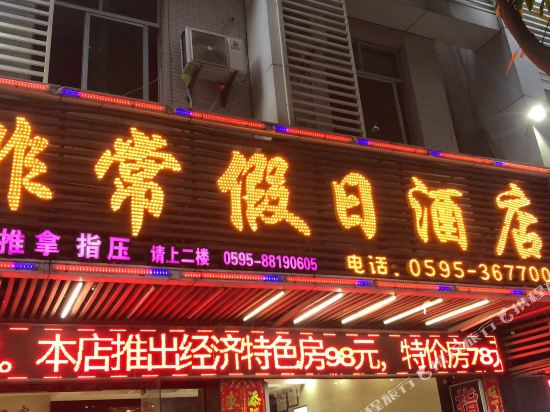 非常假日酒店
推拿 指压 请上二楼 0595-88190605
电话. 0595-367700
。本店推出经济特色房98元, 特价房78